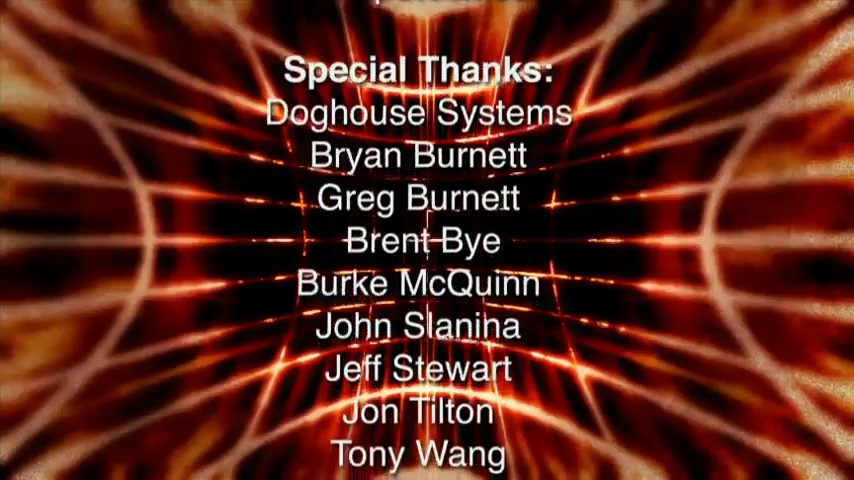 Special Thanks:
Doghouse Systems
Bryan Burnett
Greg Burnett
Brent Bye
Burke McQuinn
John Slanina
Jeff Stewart
Jon Tilton
Tony Wang